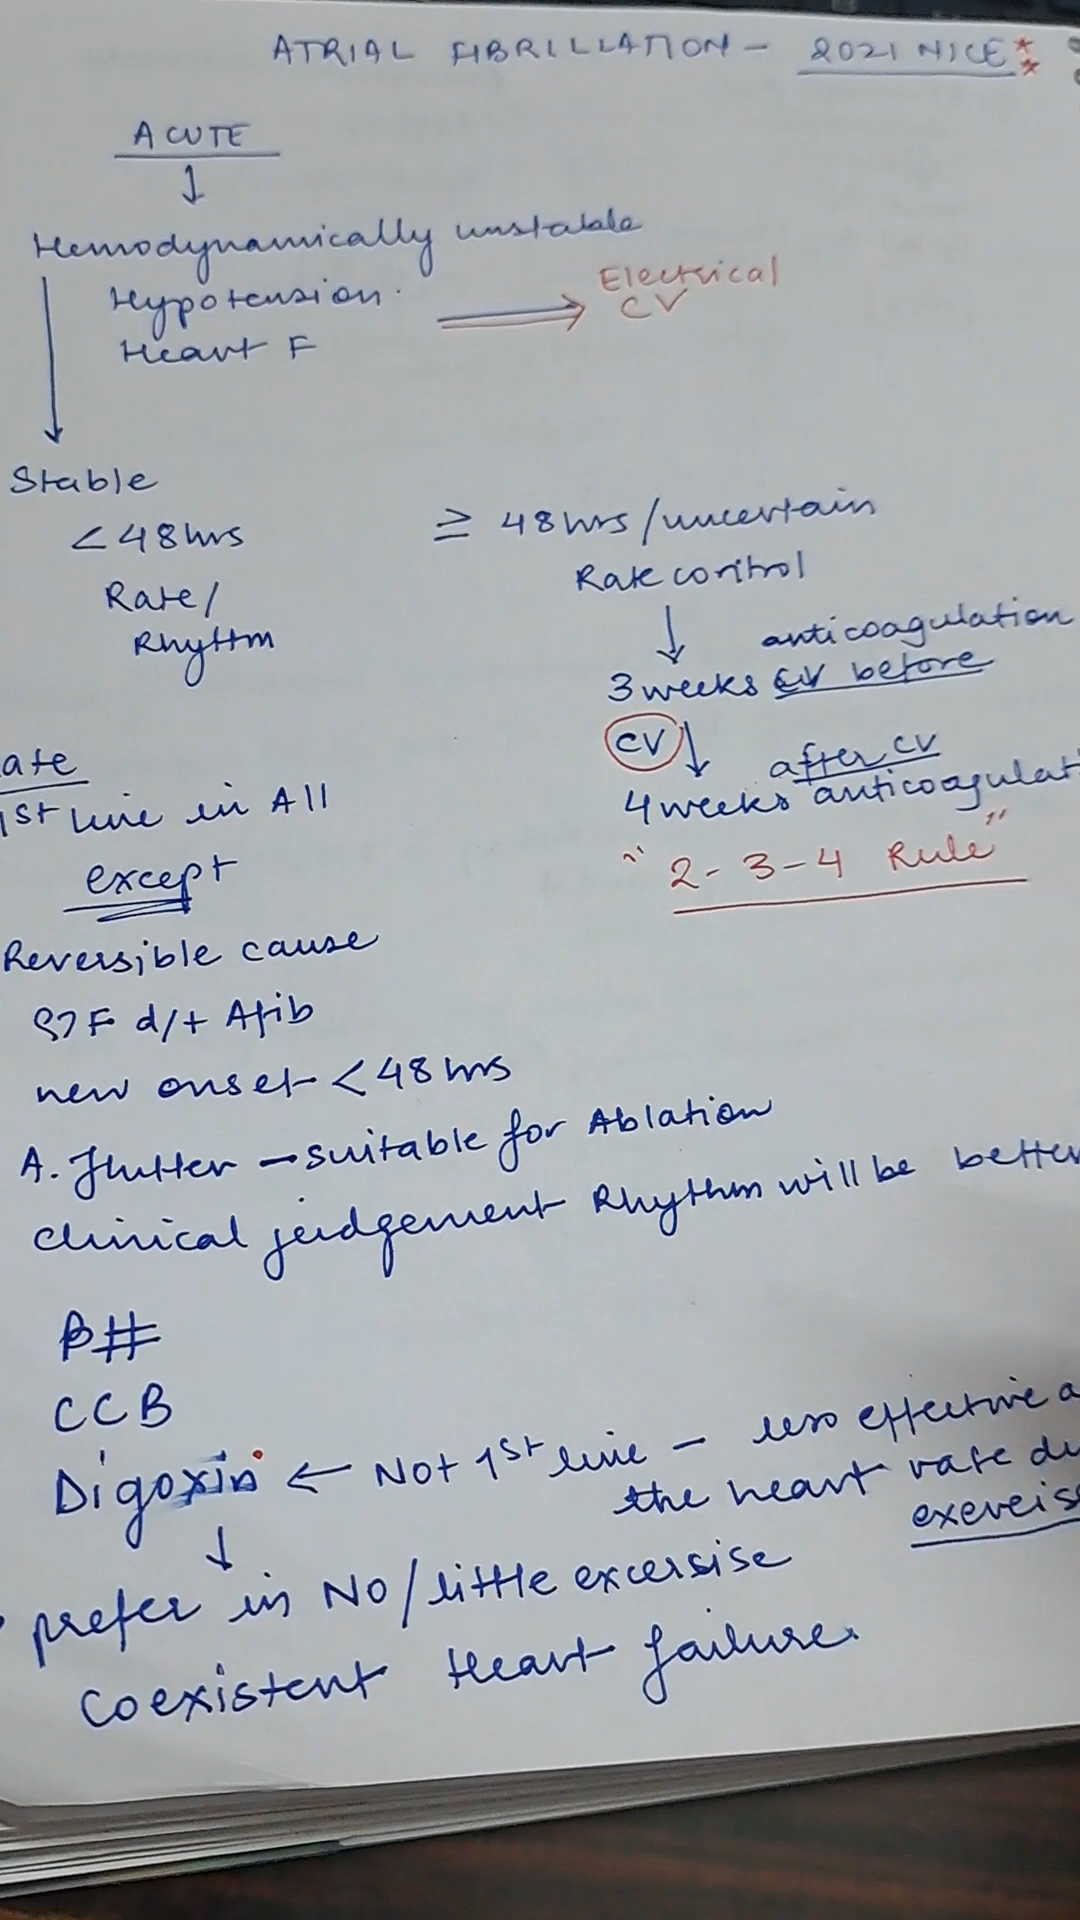 ATRIAL FIBRILLATION - 2021 NICE**
ACUTE
↓
Hemodynamically unstable
Hypotension.
Heart F
⇒ Electrical
CV
Stable
<48hrs
Rate/
Rhythm
≥ 48hrs/uncertain
Rate control
↓ anticoagulation
3 weeks CV before
CV ↓ after CV
4 weeks anticoagulat
"2-3-4 Rule"
ate
1st line in All
except
Reversible cause
F d/t Afib
new onset <48hrs
A. flutter - suitable for Ablation
clinical judgement Rhythm will be better
B#
CCB
Digoxin ← Not 1st line - less effective a
the heart rate du
exereis
↓
prefer in NO/little excersise
coexistent Heart failure.